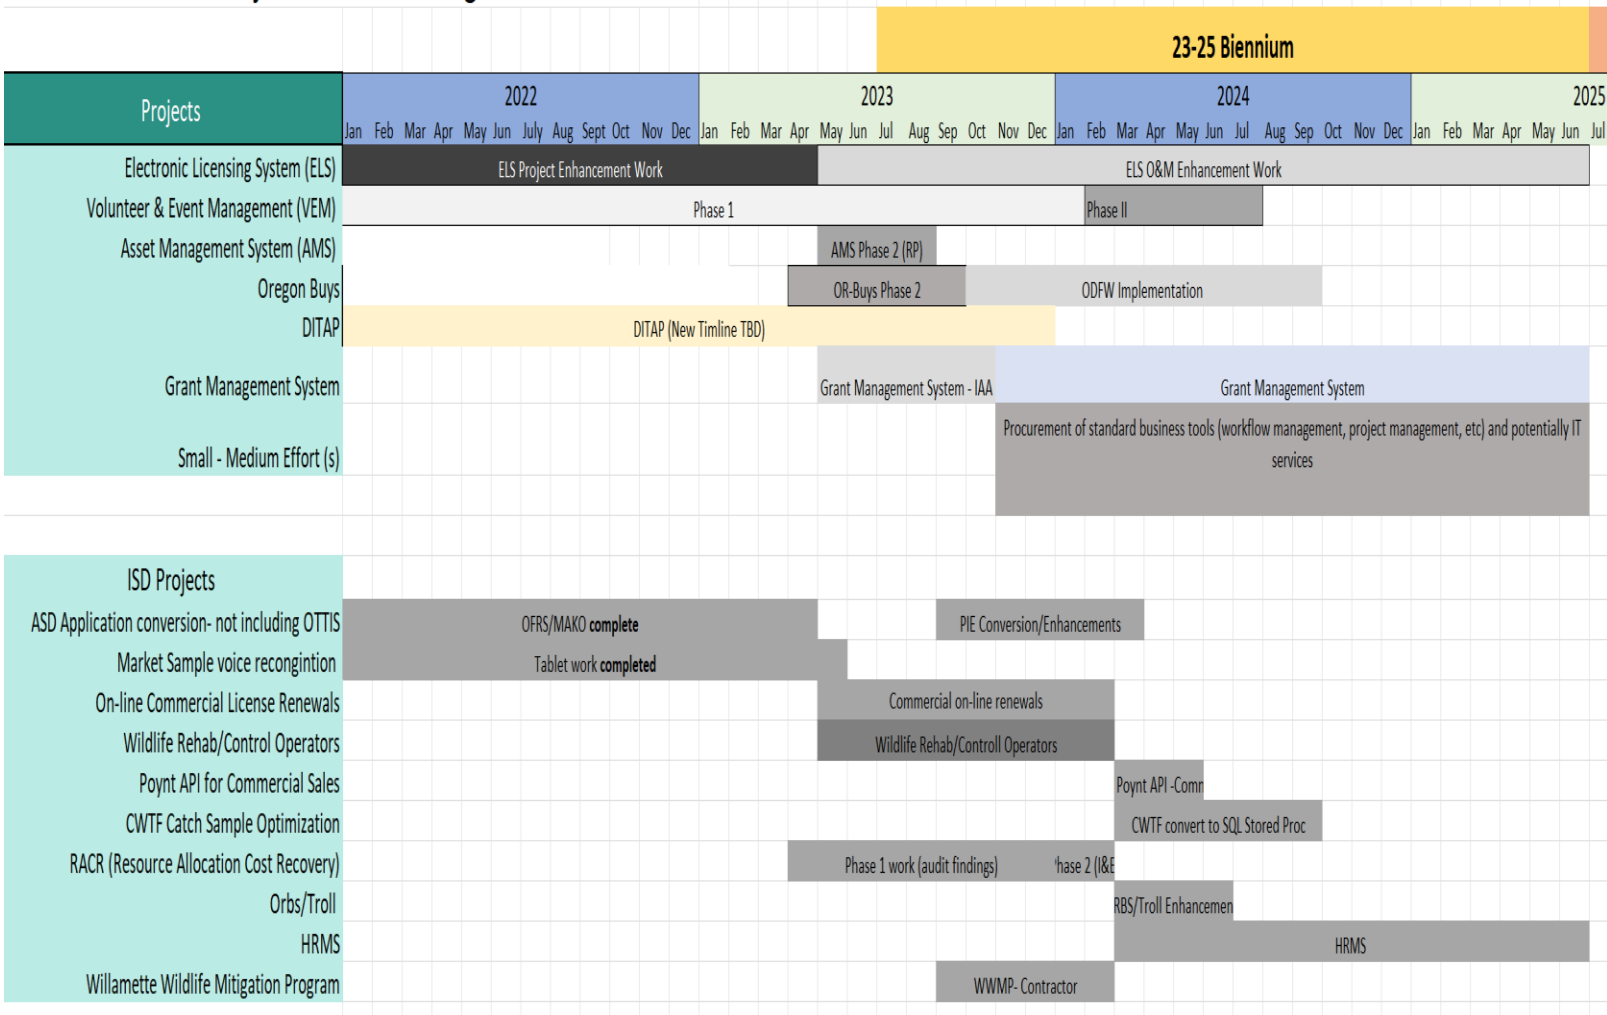 23-25 Biennium
Projects
2022
2023
2024
2025
Jan Feb Mar Apr May Jun July Aug Sept Oct Nov Dec Jan Feb Mar Apr May Jun Jul Aug Sep Oct Nov Dec Jan Feb Mar Apr May Jun Jul Aug Sep Oct Nov Dec Jan Feb Mar Apr May Jun Jul
Electronic Licensing System (ELS)
ELS Project Enhancement Work
ELS O&M Enhancement Work
Volunteer & Event Management (VEM)
Phase 1
Phase II
Asset Management System (AMS)
AMS Phase 2 (RP)
Oregon Buys
OR-Buys Phase 2
ODFW Implementation
DITAP
DITAP (New Timline TBD)
Grant Management System
Grant Management System - IAA
Grant Management System
Small - Medium Effort (s)
Procurement of standard business tools (workflow management, project management, etc) and potentially IT
services
ISD Projects
ASD Application conversion- not including OTTIS
OFRS/MAKO complete
PIE Conversion/Enhancements
Market Sample voice recongintion
Tablet work completed
On-line Commercial License Renewals
Commercial on-line renewals
Wildlife Rehab/Control Operators
Wildlife Rehab/Controll Operators
Poynt API for Commercial Sales
Poynt API -Comr
CWTF Catch Sample Optimization
CWTF convert to SQL Stored Proc
RACR (Resource Allocation Cost Recovery)
Phase 1 work (audit findings)
hase 2 (I&E
Orbs/Troll
RBS/Troll Enhancemen
HRMS
HRMS
Willamette Wildlife Mitigation Program
WWMP- Contractor